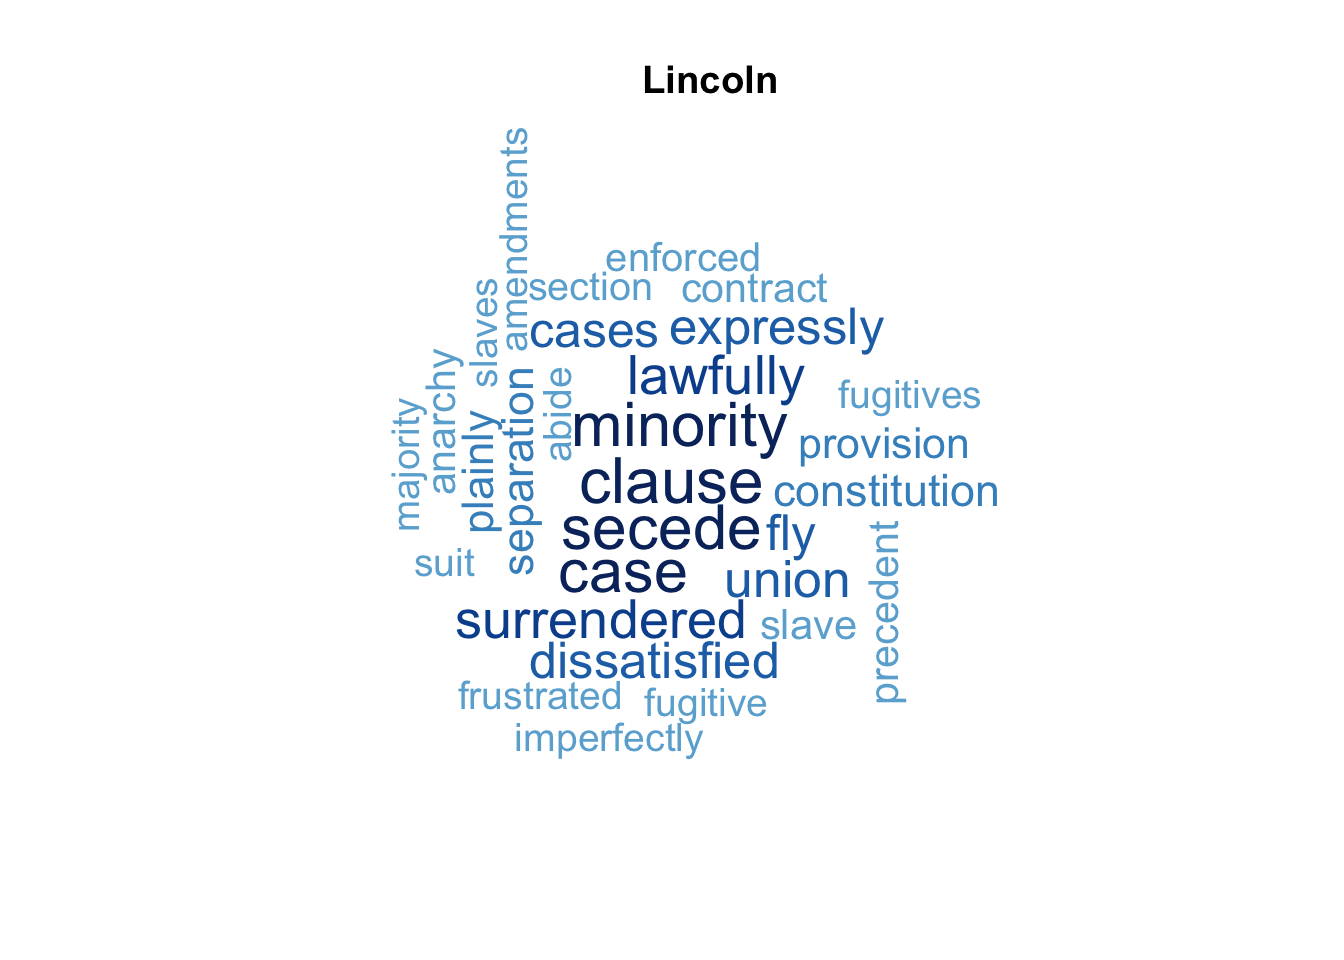 Lincoln
amendments
enforced
section
contract
slaves
cases
expressly
lawfully
anarchy
abide
separation
fugitives
majority
minority
plainly
provision
clause
constitution
secede
fly
precedent
suit
case
union
surrendered
slave
dissatisfied
frustrated
fugitive
imperfectly